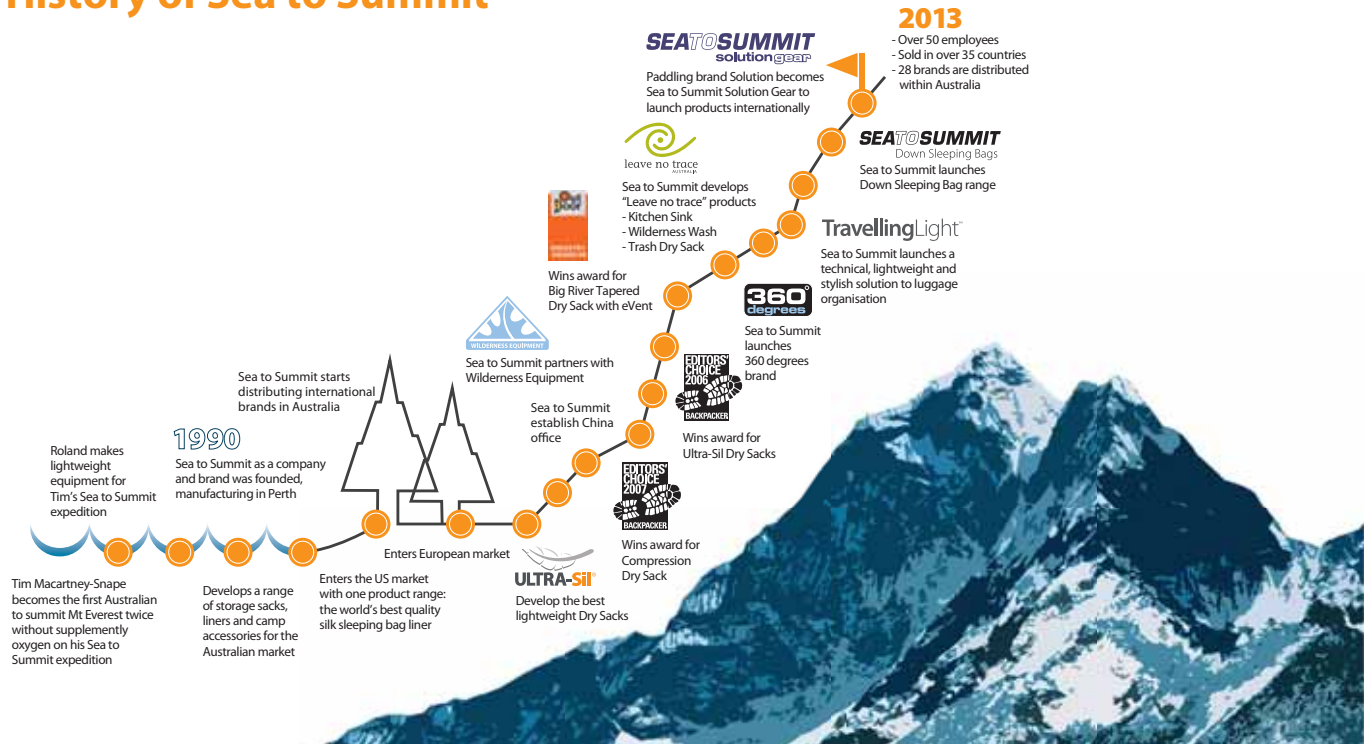 History of Sea to Summit
2013
- Over 50 employees
- Sold in over 35 countries
- 28 brands are distributed
within Australia
SEATOSUMMIT
solution gear
Paddling brand Solution becomes
Sea to Summit Solution Gear to
launch products internationally
SEATOSUMMIT
Down Sleeping Bags
Sea to Summit launches
Down Sleeping Bag range
leave no trace
AUSTRALIA
Sea to Summit develops
“Leave no trace” products
- Kitchen Sink
- Wilderness Wash
- Trash Dry Sack
TravellingLight™
Sea to Summit launches a
technical, lightweight and
stylish solution to luggage
organisation
Wins award for
Big River Tapered
Dry Sack with eVent
360°
degrees
Sea to Summit
launches
360 degrees
brand
WILDERNESS EQUIPMENT
Sea to Summit partners with
Wilderness Equipment
EDITORS'
CHOICE
2006
BACKPACKER
Wins award for
Ultra-Sil Dry Sacks
Sea to Summit starts
distributing international
brands in Australia
Sea to Summit
establish China
office
1990
Sea to Summit as a company
and brand was founded,
manufacturing in Perth
Roland makes
lightweight
equipment for
Tim’s Sea to Summit
expedition
EDITORS'
CHOICE
2007
BACKPACKER
Wins award for
Compression
Dry Sack
Enters European market
ULTRA-Sil®
Develop the best
lightweight Dry Sacks
Enters the US market
with one product range:
the world’s best quality
silk sleeping bag liner
Develops a range
of storage sacks,
liners and camp
accessories for the
Australian market
Tim Macartney-Snape
becomes the first Australian
to summit Mt Everest twice
without supplemently
oxygen on his Sea to
Summit expedition